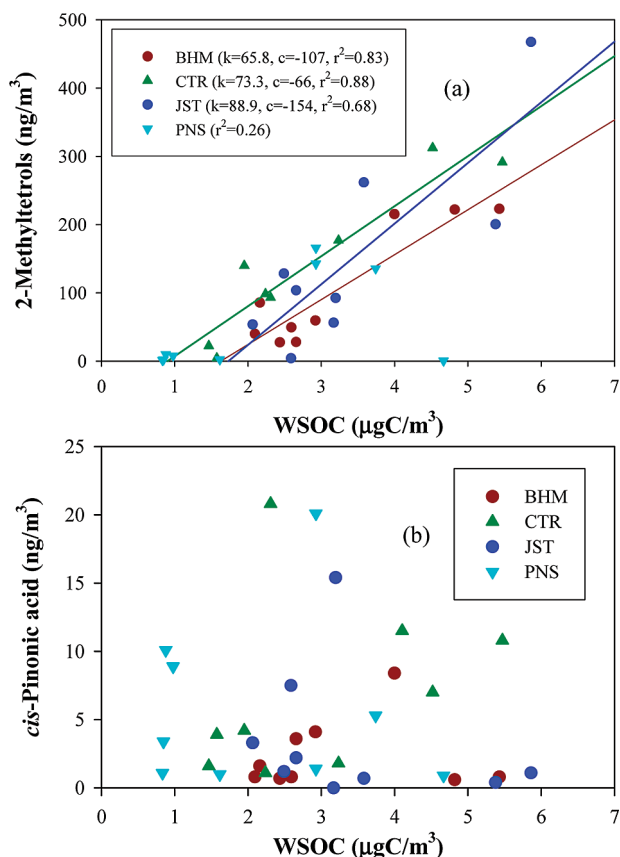 500
400
300
200
100
0
2-Methyltetrols (ng/m³)
BHM (k=65.8, c=-107, r²=0.83)
CTR (k=73.3, c=-66, r²=0.88)
JST (k=88.9, c=-154, r²=0.68)
PNS (r²=0.26)
(a)
0 1 2 3 4 5 6 7
WSOC (µgC/m³)
25
20
15
10
5
0
cis-Pinonic acid (ng/m³)
BHM
CTR
JST
PNS
(b)
0 1 2 3 4 5 6 7
WSOC (µgC/m³)